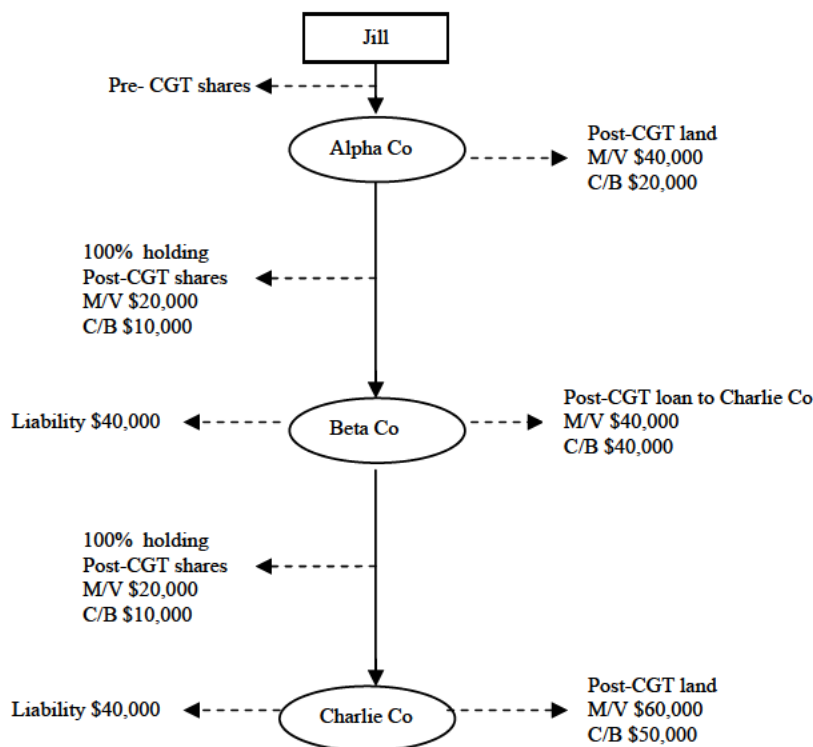 Jill
Pre- CGT shares
Alpha Co
Post-CGT land
M/V $40,000
C/B $20,000
100% holding
Post-CGT shares
M/V $20,000
C/B $10,000
Liability $40,000
Beta Co
Post-CGT loan to Charlie Co
M/V $40,000
C/B $40,000
100% holding
Post-CGT shares
M/V $20,000
C/B $10,000
Liability $40,000
Charlie Co
Post-CGT land
M/V $60,000
C/B $50,000